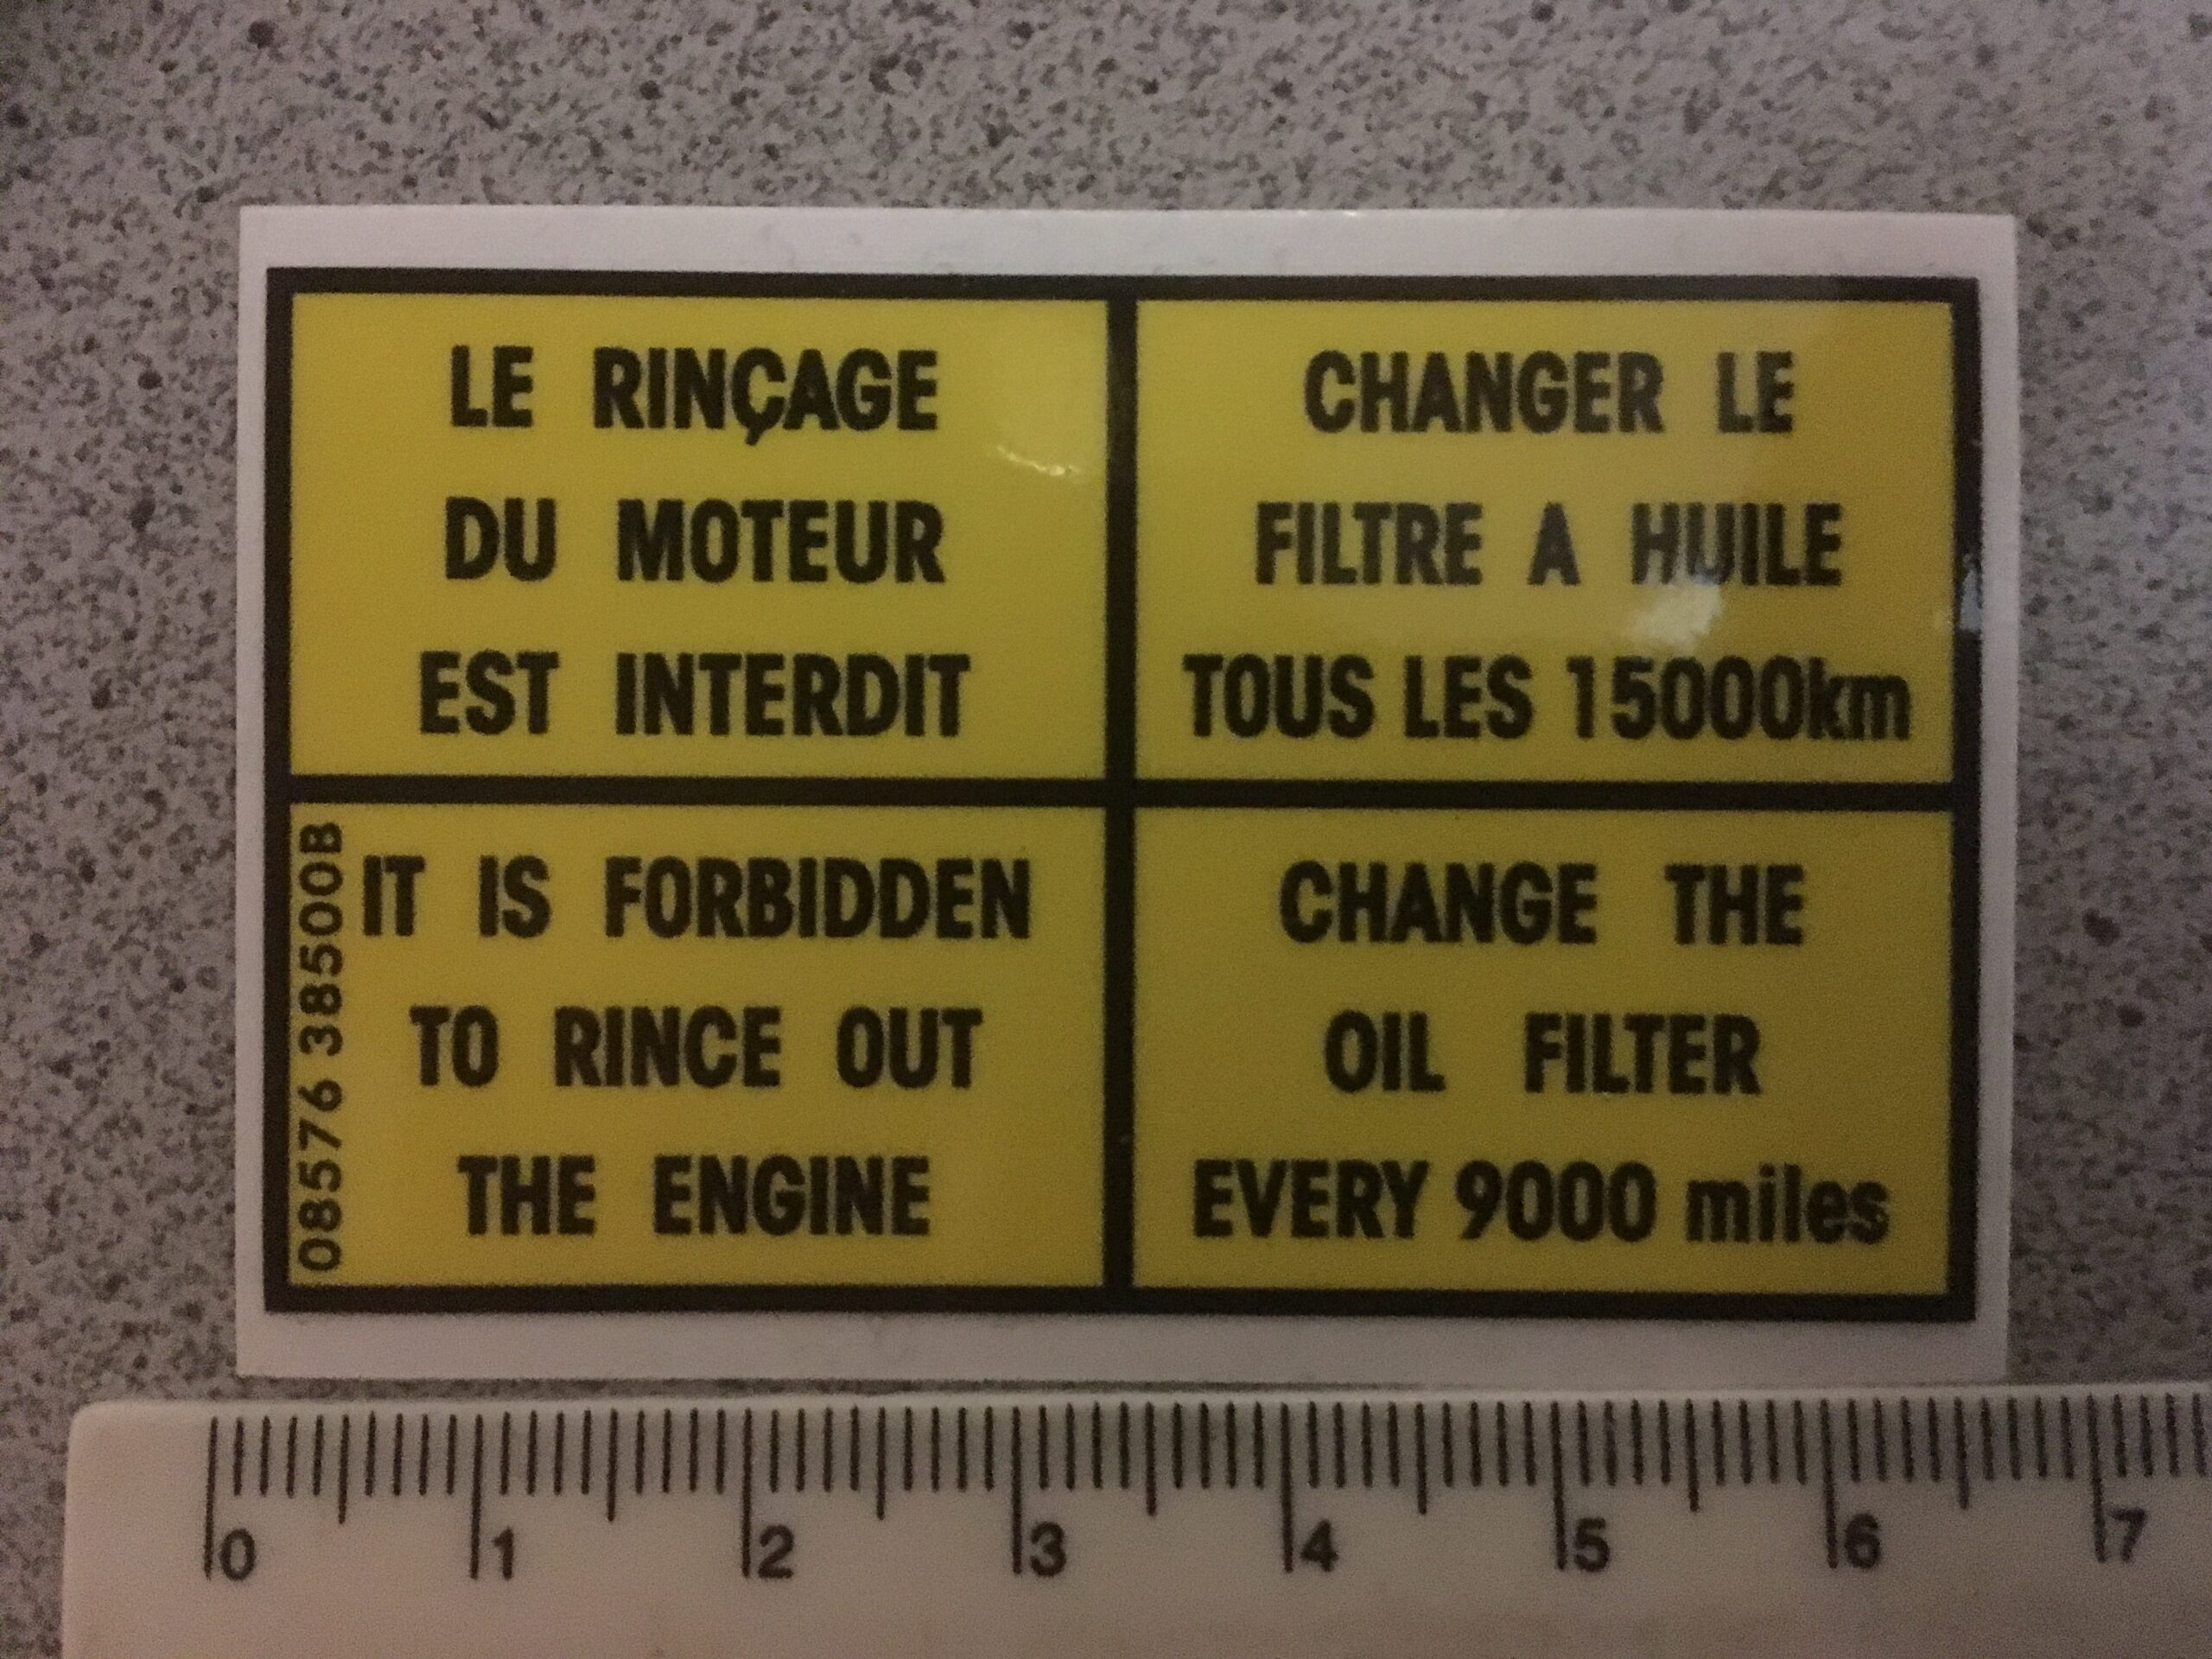 LE RINÇAGE
DU MOTEUR
EST INTERDIT
CHANGER LE
FILTRE A HUILE
TOUS LES 15000km
08576 38500B
IT IS FORBIDDEN
TO RINCE OUT
THE ENGINE
CHANGE THE
OIL FILTER
EVERY 9000 miles
0 1 2 3 4 5 6 7